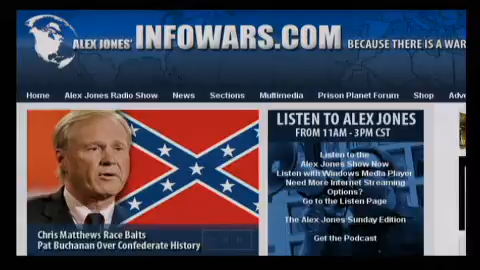 ALEX JONES' INFOWARS.COM BECAUSE THERE IS A WAR
Home Alex Jones Radio Show News Sections Multimedia Prison Planet Forum Shop Adve
LISTEN TO ALEX JONES
FROM 11AM - 3PM CST
Listen to the
Alex Jones Show Now
Listen with Windows Media Player
Need More Internet Streaming
Options?
Go to the Listen Page
The Alex Jones Sunday Edition
Get the Podcast
Chris Matthews Race Baits
Pat Buchanan Over Confederate History